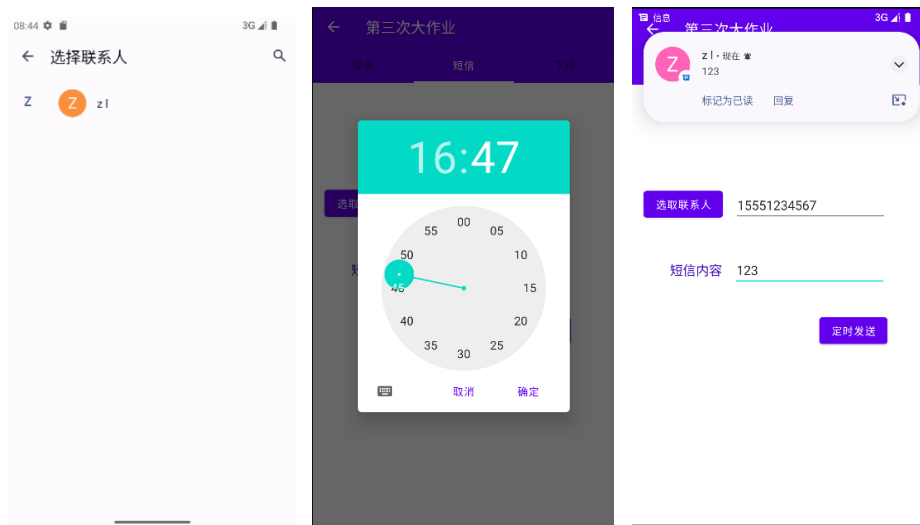 08:44
3G
选择联系人
Z
Z
z l
第三次大作业
短信
16:47
00
05
10
15
20
25
30
35
40
45
50
55
选取
取消
确定
信息
3G
第三次大作业
Z
z l · 现在
123
标记为已读
回复
选取联系人
15551234567
短信内容
123
定时发送